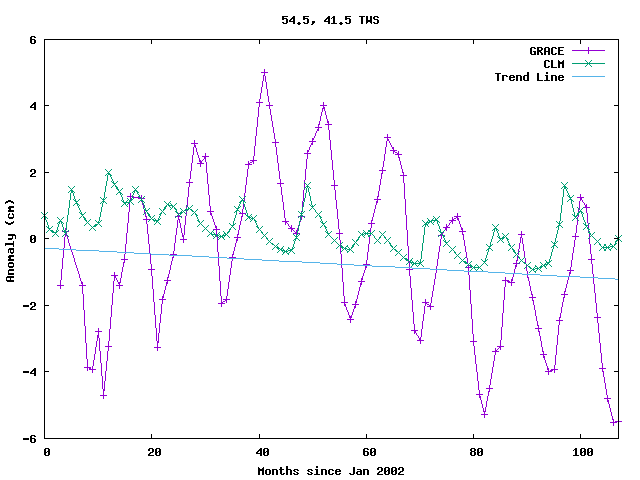 54.5, 41.5 TWS
GRACE
CLM
Trend Line
Anomaly (cm)
6
4
2
0
-2
-4
-6
0 20 40 60 80 100
Months since Jan 2002